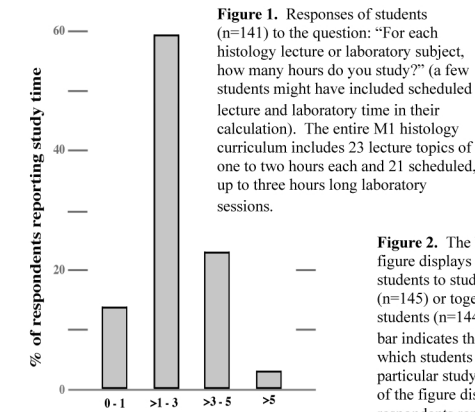 Figure 1. Responses of students
(n=141) to the question: “For each
histology lecture or laboratory subject,
how many hours do you study?” (a few
students might have included scheduled
lecture and laboratory time in their
calculation). The entire M1 histology
curriculum includes 23 lecture topics of
one to two hours each and 21 scheduled,
up to three hours long laboratory
sessions.
% of respondents reporting study time
60
40
20
0
0 - 1 >1 - 3 >3 - 5 >5
Figure 2. The
figure displays
students to stud
(n=145) or toge
students (n=144
bar indicates th
which students
particular study
of the figure dis